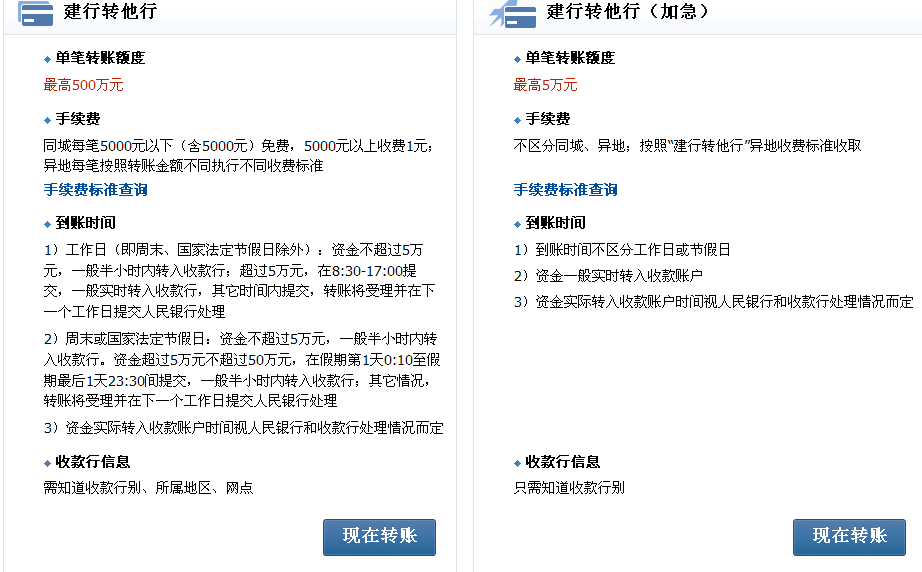 建行转他行
单笔转账额度
最高500万元
手续费
同城每笔5000元以下（含5000元）免费，5000元以上收费1元；
异地每笔按照转账金额不同执行不同收费标准
手续费标准查询
到账时间
1）工作日（即周末、国家法定节假日除外）：资金不超过5万
元，一般半小时内转入收款行；超过5万元，在8:30-17:00提
交，一般实时转入收款行，其它时间内提交，转账将受理并在下
一个工作日提交人民银行处理
2）周末或国家法定节假日：资金不超过5万元，一般半小时内转
入收款行。资金超过5万元不超过50万元，在假期第1天0:10至假
期最后1天23:30间提交，一般半小时内转入收款行；其它情况，
转账将受理并在下一个工作日提交人民银行处理
3）资金实际转入收款账户时间视人民银行和收款行处理情况而定
收款行信息
需知道收款行别、所属地区、网点
现在转账
建行转他行（加急）
单笔转账额度
最高5万元
手续费
不区分同城、异地；按照“建行转他行”异地收费标准收取
手续费标准查询
到账时间
1）到账时间不区分工作日或节假日
2）资金一般实时转入收款账户
3）资金实际转入收款账户时间视人民银行和收款行处理情况而定
收款行信息
只需知道收款行别
现在转账